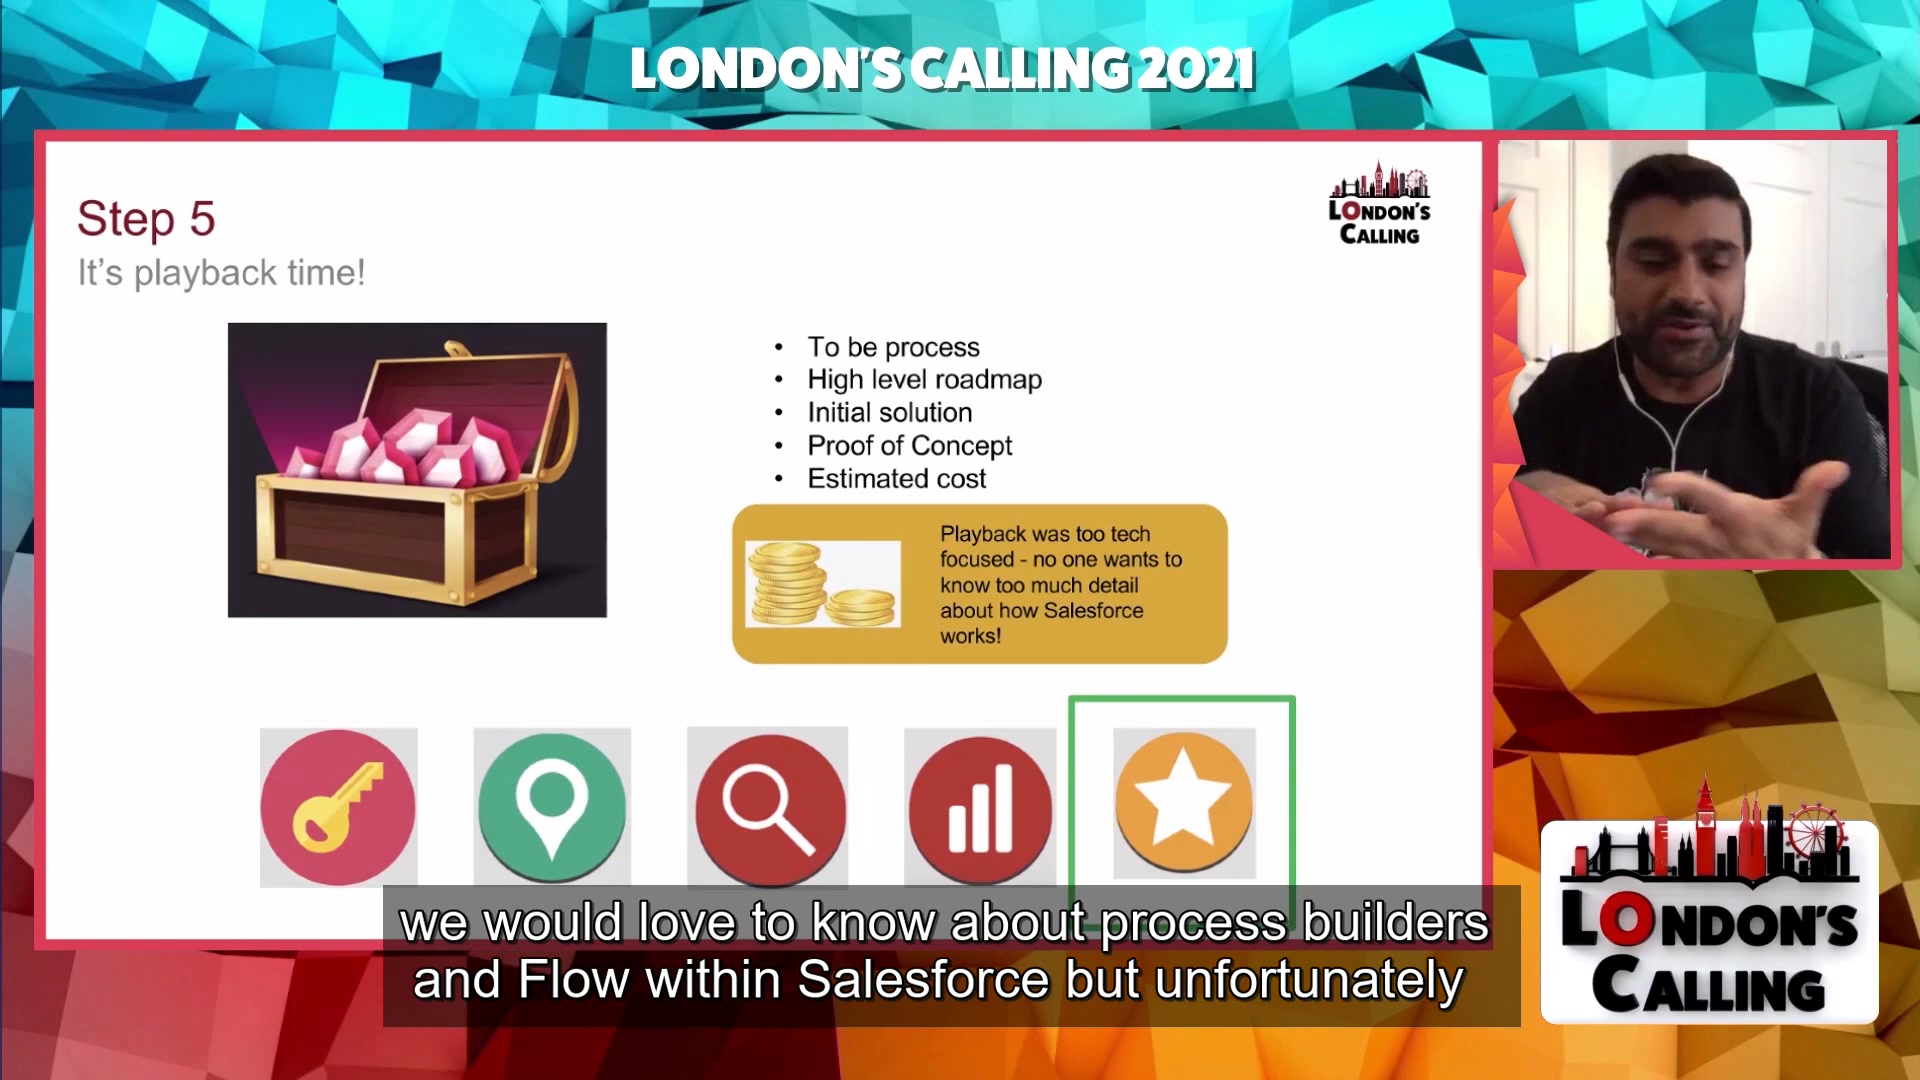 LONDON'S CALLING 2021
Step 5
It's playback time!
LONDON'S
CALLING
• To be process
• High level roadmap
• Initial solution
• Proof of Concept
• Estimated cost
Playback was too tech
focused - no one wants to
know too much detail
about how Salesforce
works!
we would love to know about process builders
and Flow within Salesforce but unfortunately
LONDON'S
CALLING